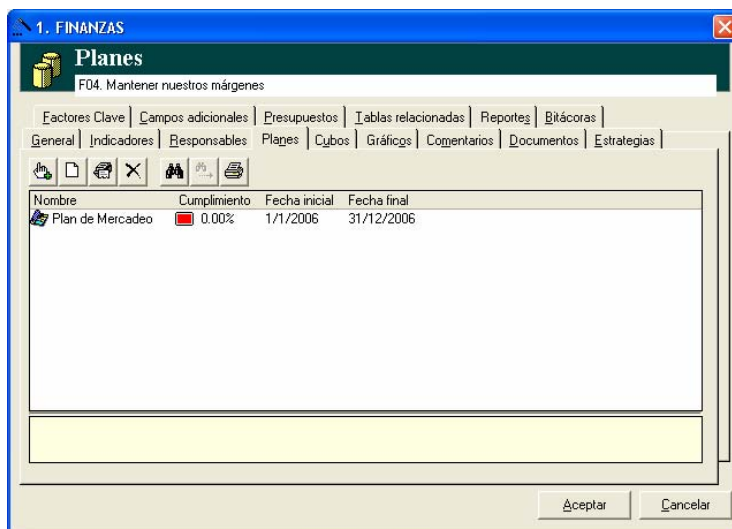 1. FINANZAS
Planes
F04. Mantener nuestros márgenes
Factores Clave Campos adicionales Presupuestos Tablas relacionadas Reportes Bitácoras
General Indicadores Responsables Planes Cubos Gráficos Comentarios Documentos Estrategias
Nombre Cumplimiento Fecha inicial Fecha final
Plan de Mercadeo 0.00% 1/1/2006 31/12/2006
Aceptar Cancelar